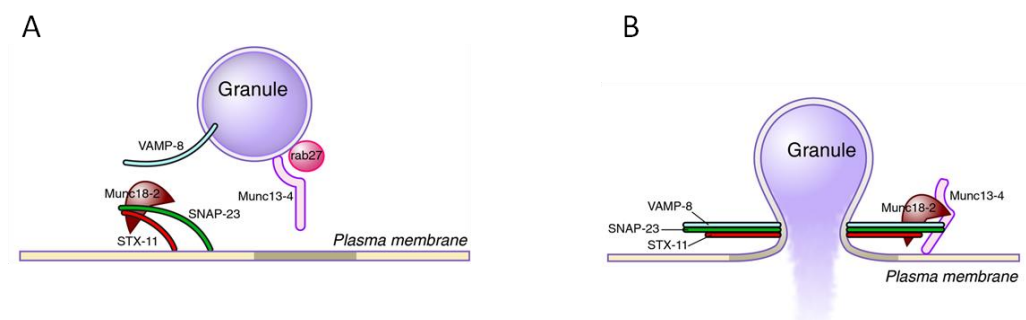 A
Granule
VAMP-8
rab27
Munc18-2
Munc13-4
SNAP-23
STX-11
Plasma membrane
B
Granule
Munc13-4
VAMP-8
Munc18-2
SNAP-23
STX-11
Plasma membrane